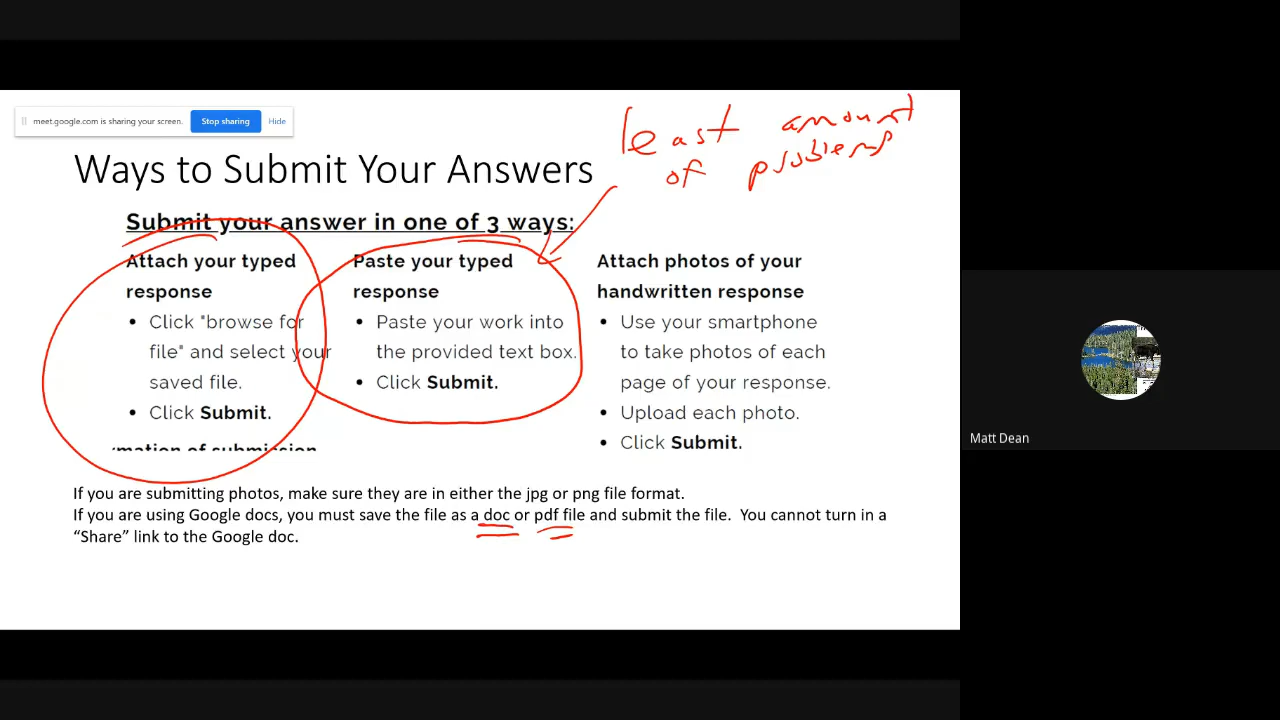 meet.google.com is sharing your screen.
Stop sharing
Hide
least amount
of problems
Ways to Submit Your Answers
Submit your answer in one of 3 ways:
Attach your typed
response
• Click "browse for
file" and select your
saved file.
• Click Submit.
Paste your typed
response
• Paste your work into
the provided text box.
• Click Submit.
Attach photos of your
handwritten response
• Use your smartphone
to take photos of each
page of your response.
• Upload each photo.
• Click Submit.
mation of submission
If you are submitting photos, make sure they are in either the jpg or png file format.
If you are using Google docs, you must save the file as a doc or pdf file and submit the file.  You cannot turn in a
“Share” link to the Google doc.
Matt Dean